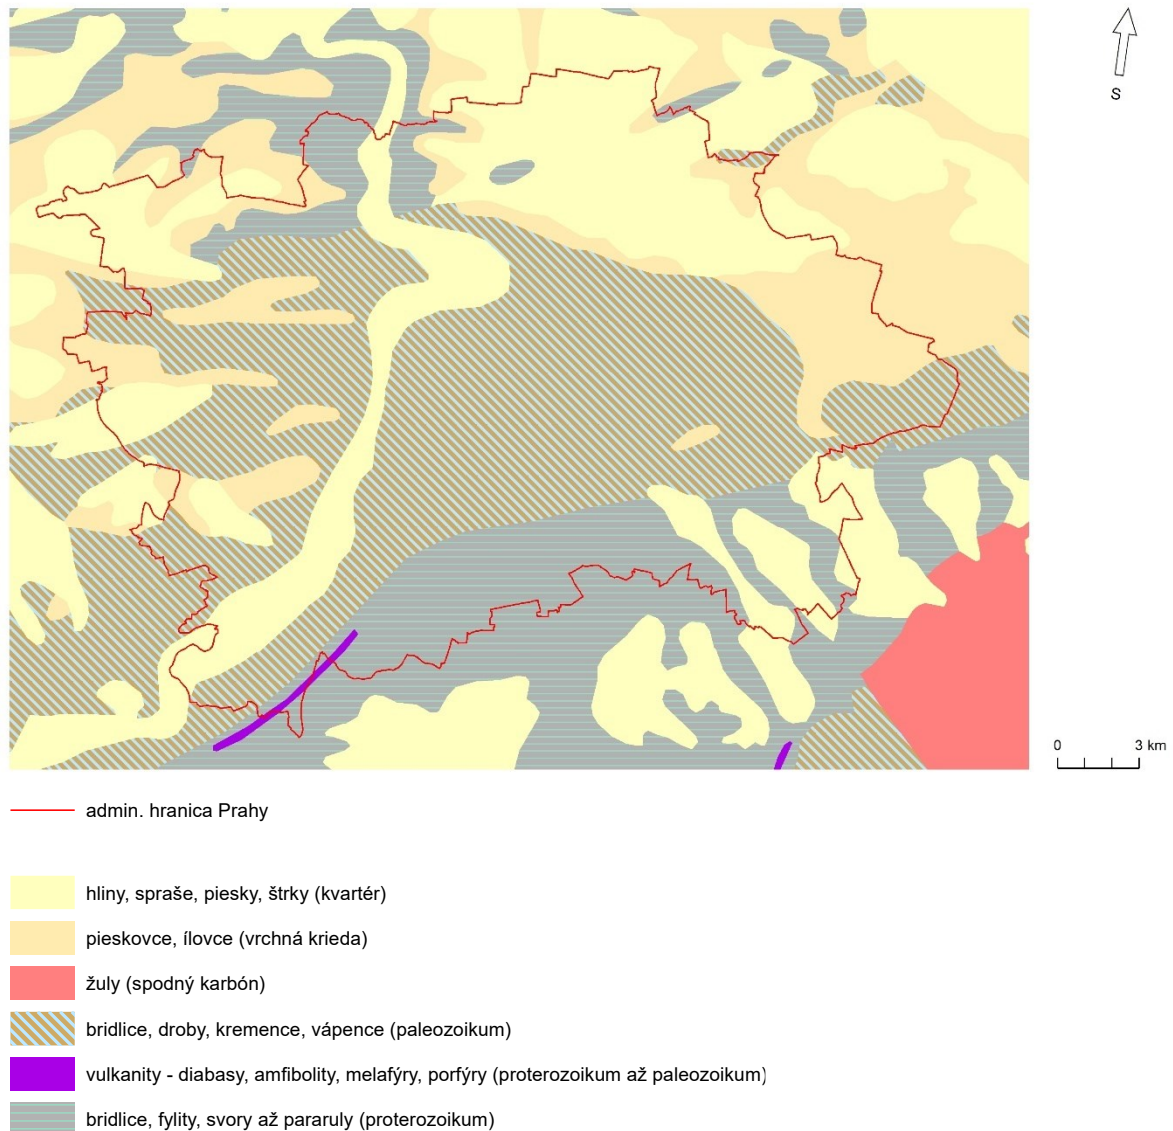 S
0 3 km
admin. hranica Prahy
hliny, spraše, piesky, štrky (kvartér)
pieskovce, ílovce (vrchná krieda)
žuly (spodný karbón)
bridlice, droby, kremence, vápence (paleozoikum)
vulkanity - diabasy, amfibolity, melafýry, porfýry (proterozoikum až paleozoikum)
bridlice, fylity, svory až pararuly (proterozoikum)